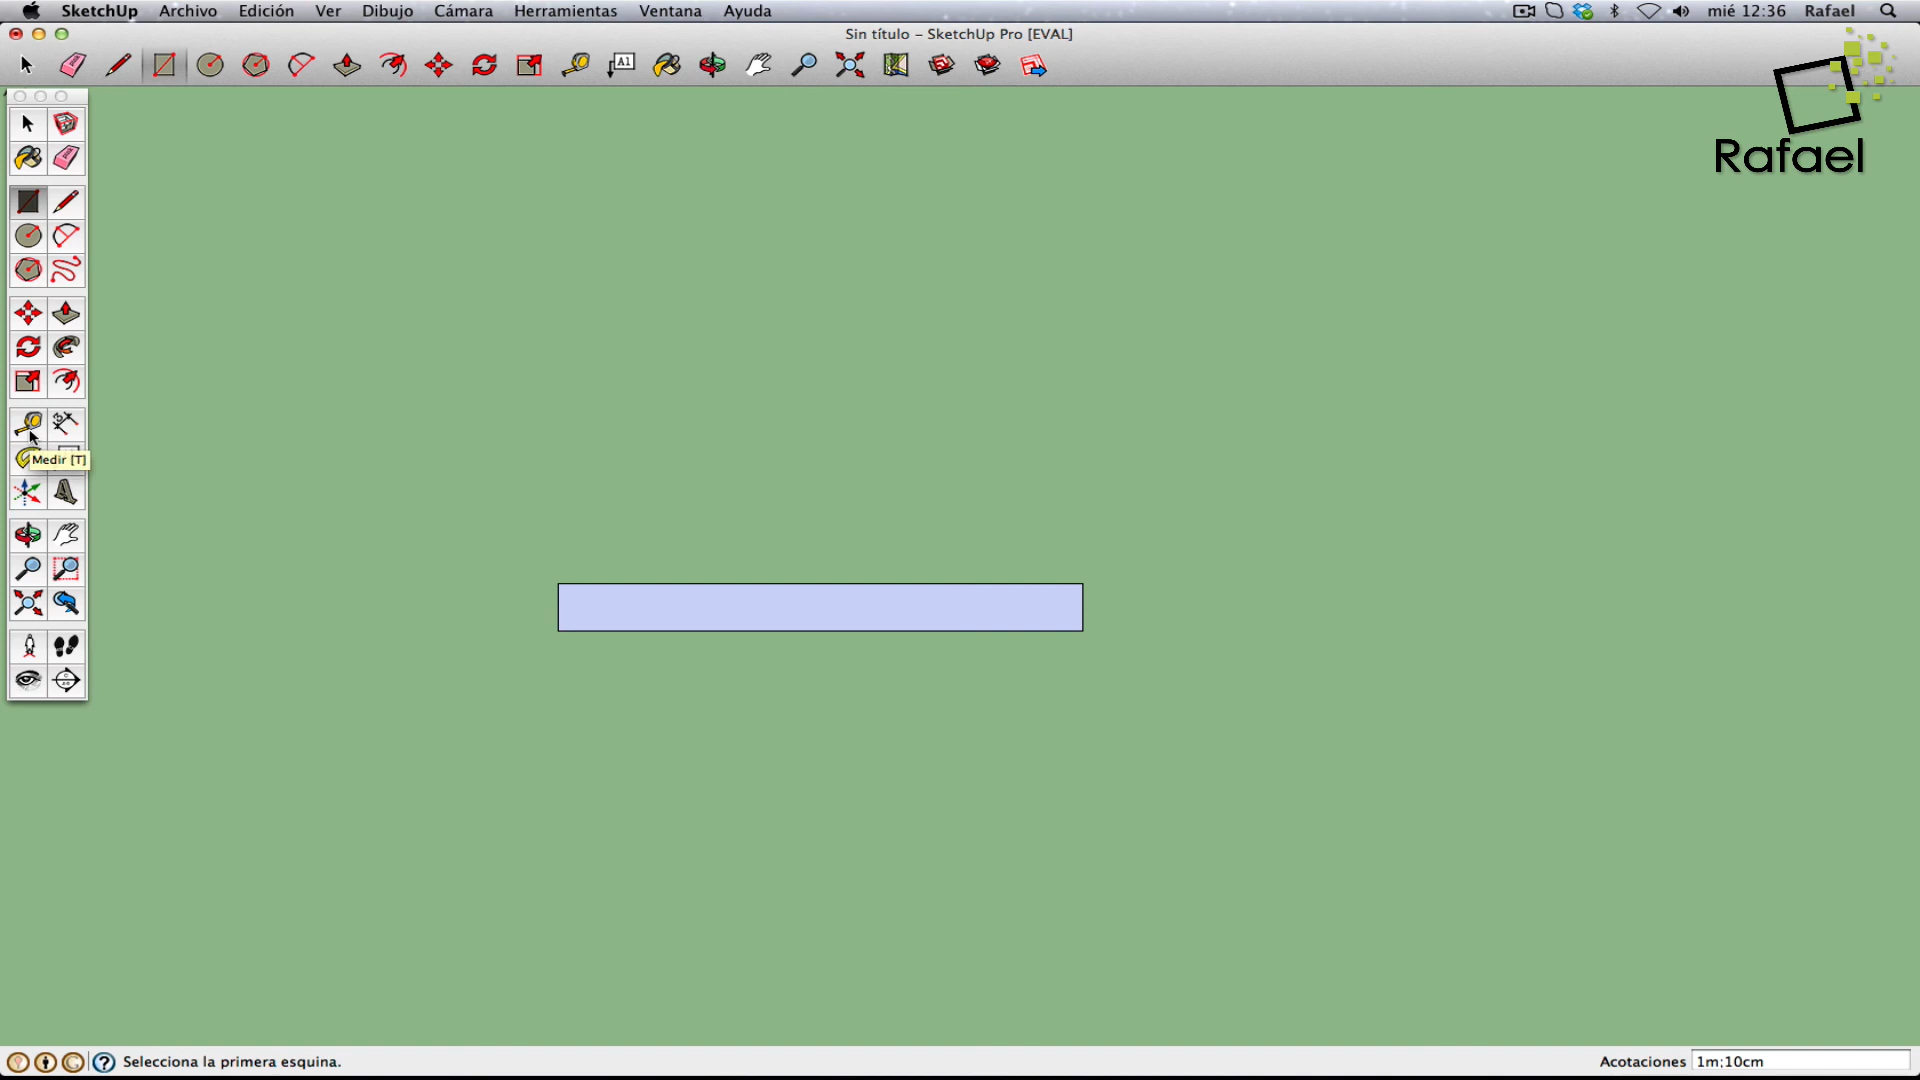 SketchUp Archivo Edición Ver Dibujo Cámara Herramientas Ventana Ayuda mié 12:36 Rafael
Sin título – SketchUp Pro [EVAL]
A1
Rafael
Medir [T]
Selecciona la primera esquina. Acotaciones 1m;10cm